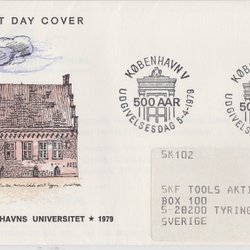 T DAY COVER
KØBENHAVN V
500 AAR
UDGIVELSESDAG 5-4-1979
SK102
SKF TOOLS AKTI
BOX 100
S-28200 TYRING
SVERIGE
HAVNS UNIVERSITET * 1979